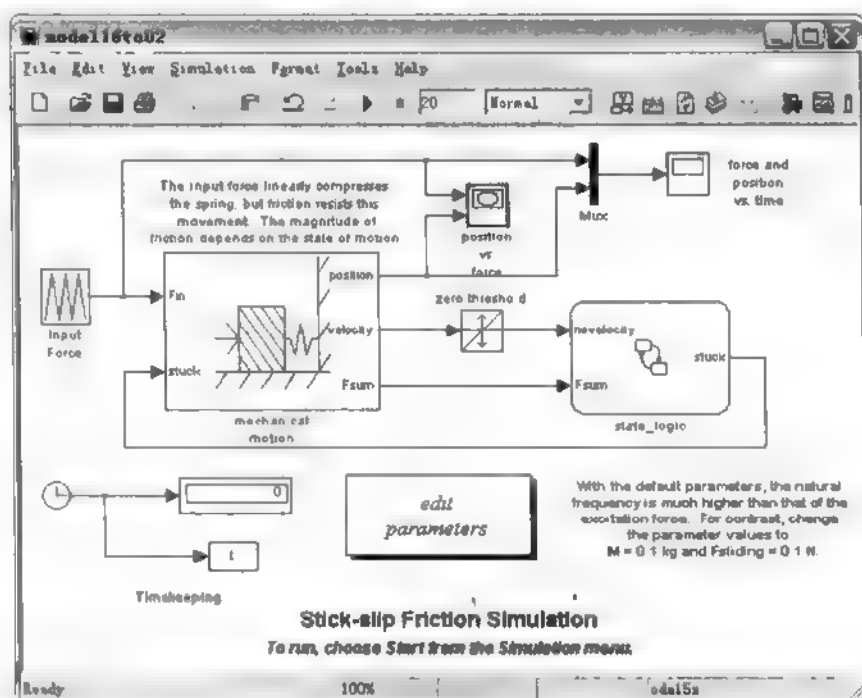 model16to02
File Edit View Simulation Format Tools Help
20 Normal
The input force linearly compresses
the spring, but friction resists this
movement. The magnitude of
friction depends on the state of motion
force and
position
vs. time
Mux
position
vs
force
Input
Force
Fin
stuck
position
velocity
Fsum
mechanical
motion
zero threshold
novelocity
Fsum
stuck
state_logic
0
t
Timekeeping
edit
parameters
With the default parameters, the natural
frequency is much higher than that of the
excitation force. For contrast, change
the parameter values to
M = 0.1 kg and Fsliding = 0.1 N.
Stick-slip Friction Simulation
To run, choose Start from the Simulation menu.
Ready 100% ode15s